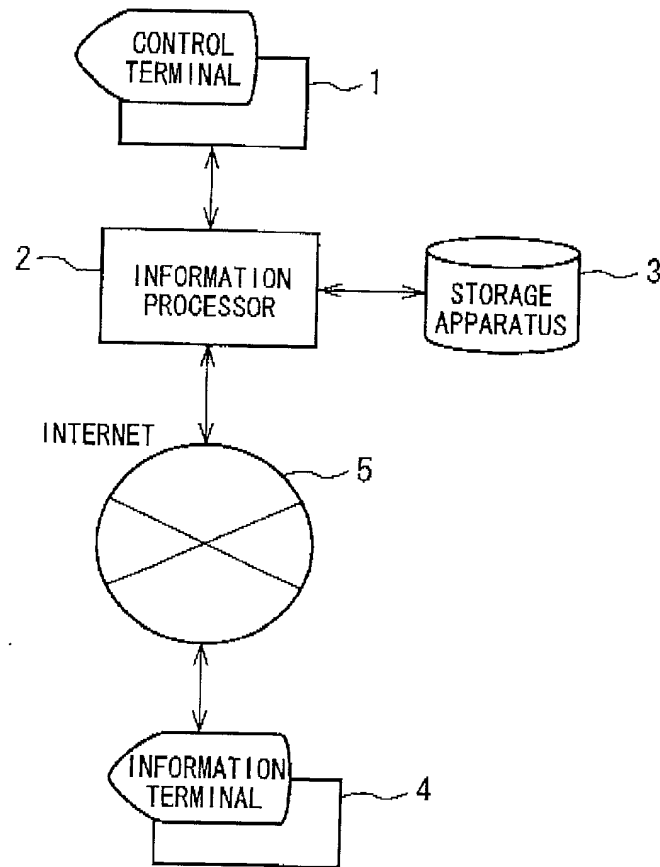 CONTROL
TERMINAL
1
2
INFORMATION
PROCESSOR
3
STORAGE
APPARATUS
INTERNET
5
INFORMATION
TERMINAL
4